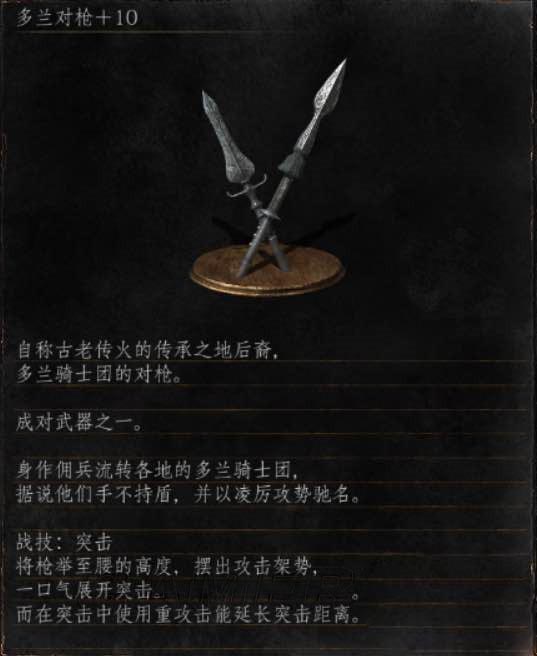 多兰对枪＋10
自称古老传火的传承之地后裔，
多兰骑士团的对枪。
成对武器之一。
身作佣兵流转各地的多兰骑士团，
据说他们手不持盾，并以凌厉攻势驰名。
战技：突击
将枪举至腰的高度，摆出攻击架势，
一口气展开突击。
而在突击中使用重攻击能延长突击距离。